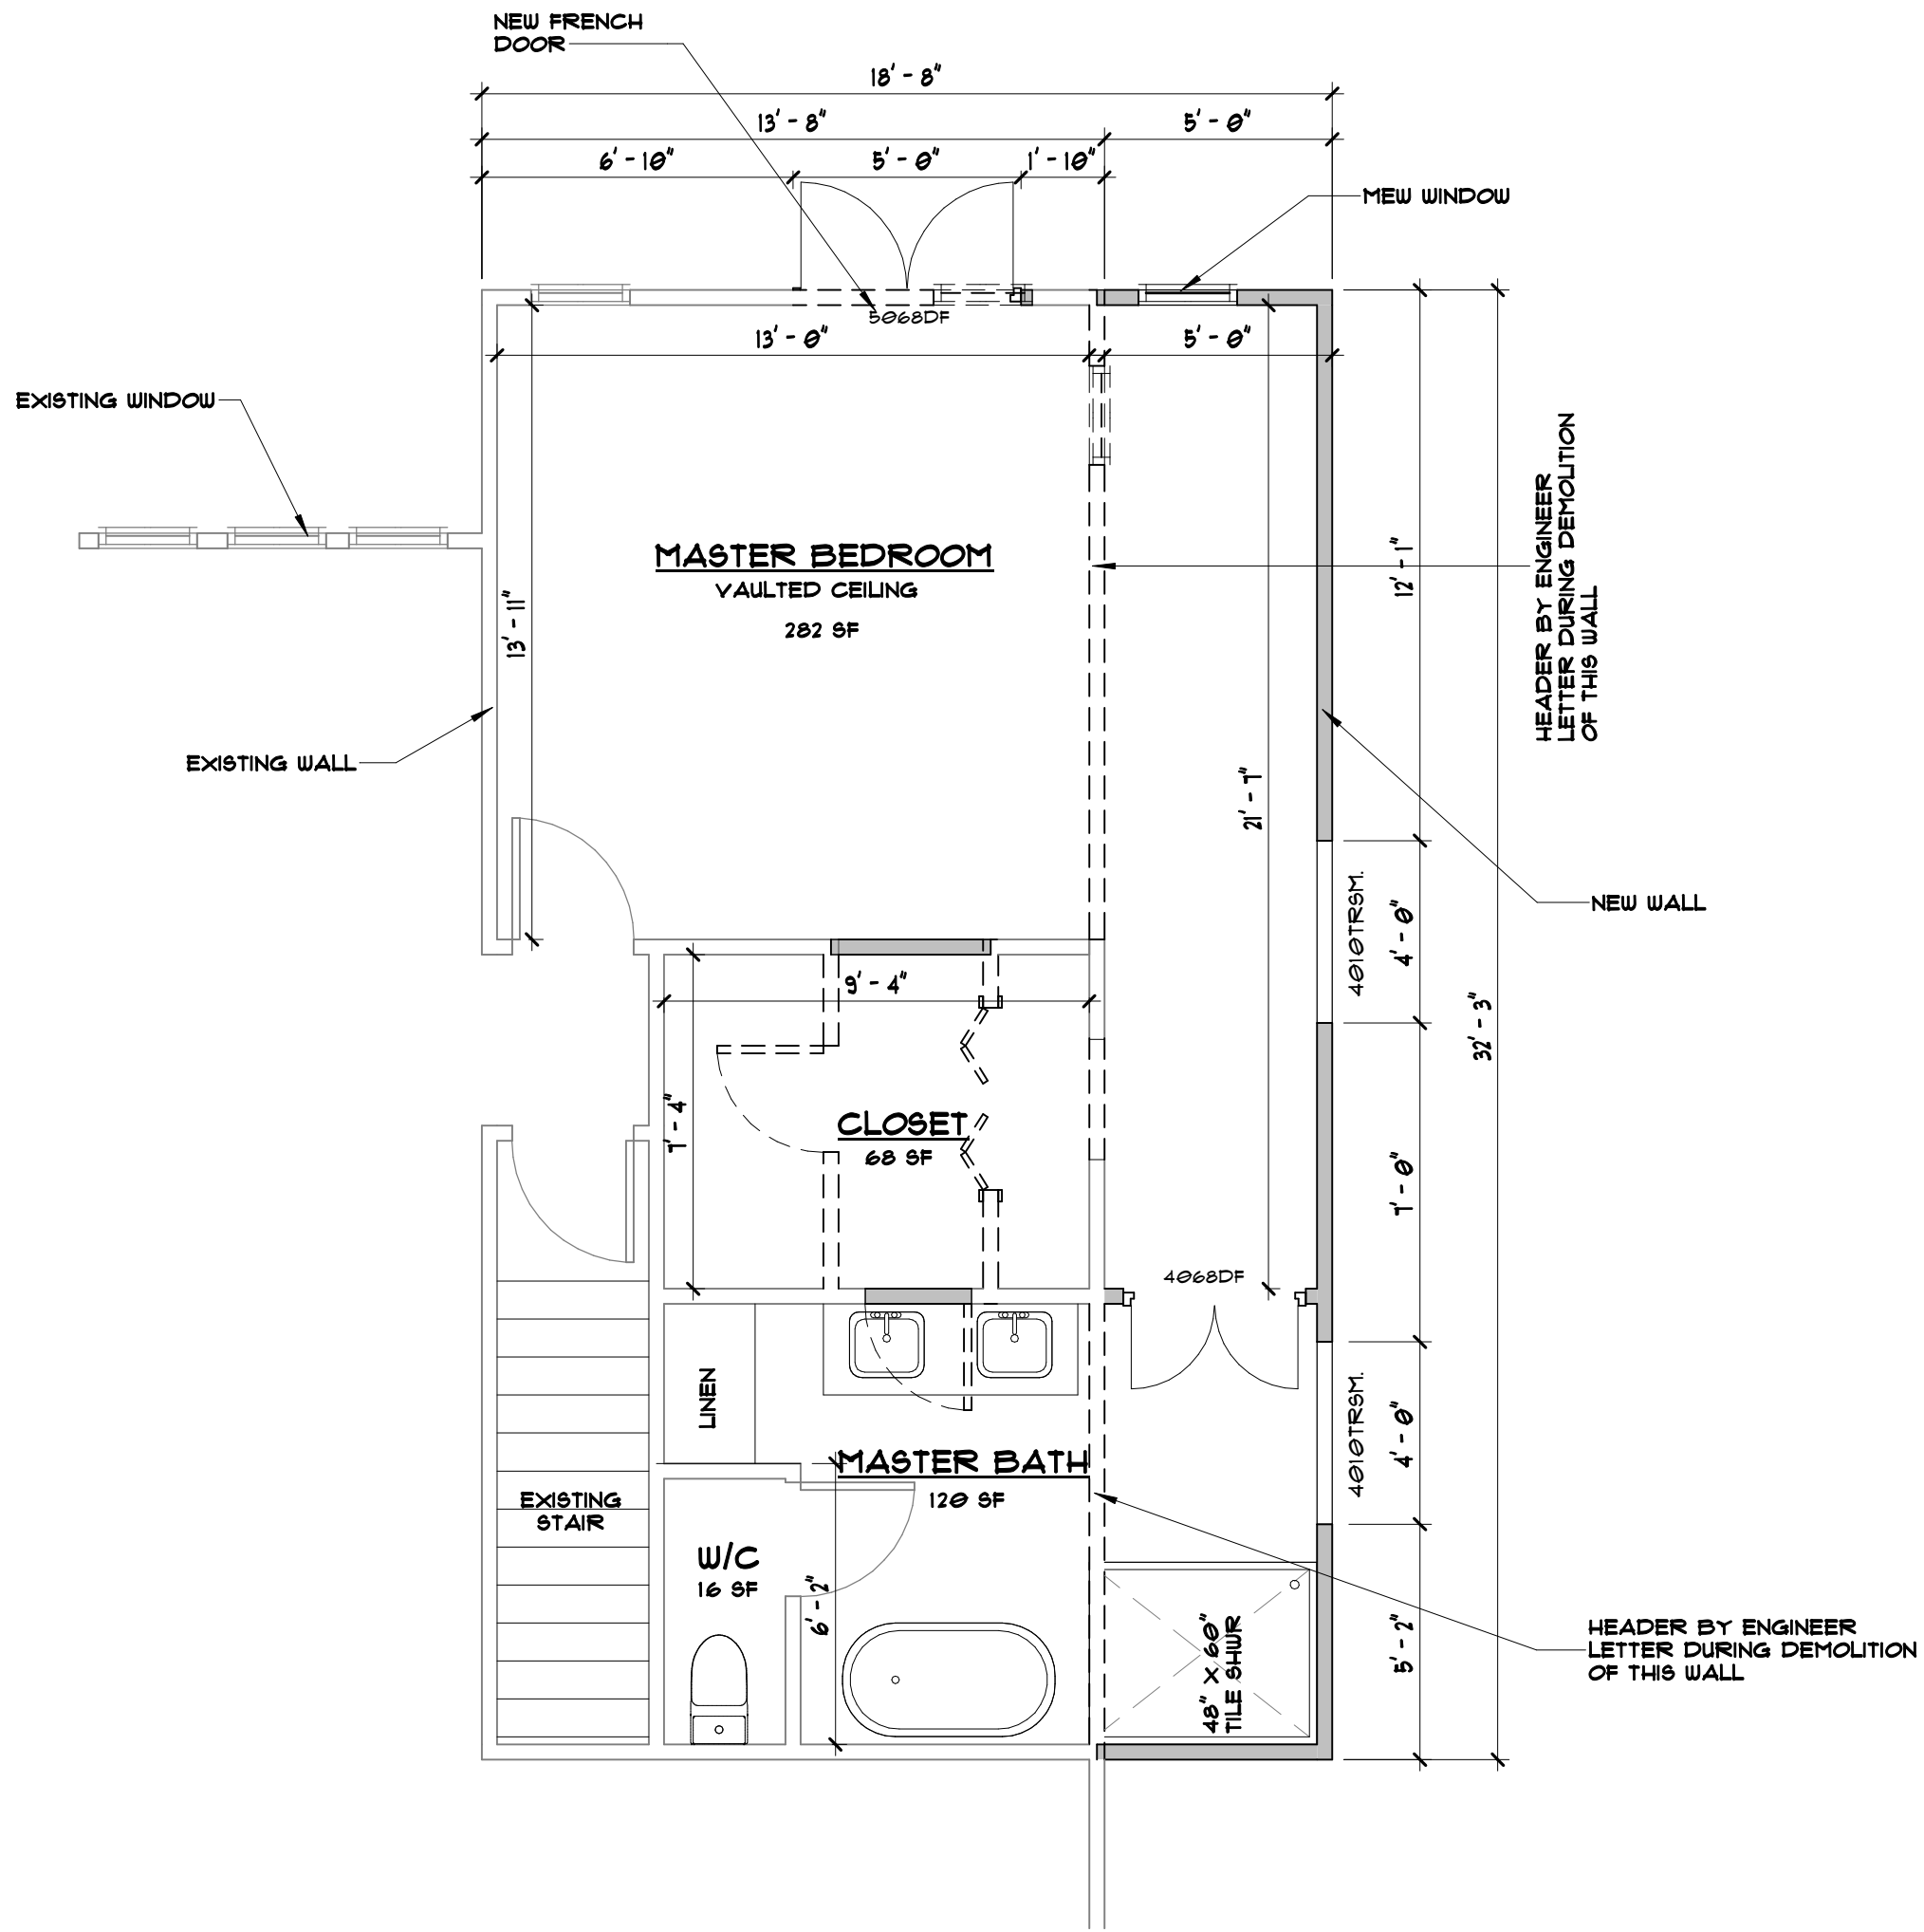 NEW FRENCH
DOOR
18' - 8"
13' - 8"
5' - 0"
6' - 10"
5' - 0"
1' - 10"
MEW WINDOW
5068DF
13' - 0"
5' - 0"
EXISTING WINDOW
HEADER BY ENGINEER
LETTER DURING DEMOLITION
OF THIS WALL
MASTER BEDROOM
VAULTED CEILING
282 SF
12' - 1"
13' - 11"
EXISTING WALL
21' - 7"
NEW WALL
4010TRSM.
4' - 0"
9' - 4"
32' - 3"
7' - 4"
CLOSET
68 SF
7' - 0"
4068DF
LINEN
4010TRSM.
4' - 0"
MASTER BATH
120 SF
EXISTING
STAIR
W/C
16 SF
6' - 2"
48" X 60"
TILE SHWR
5' - 2"
HEADER BY ENGINEER
LETTER DURING DEMOLITION
OF THIS WALL